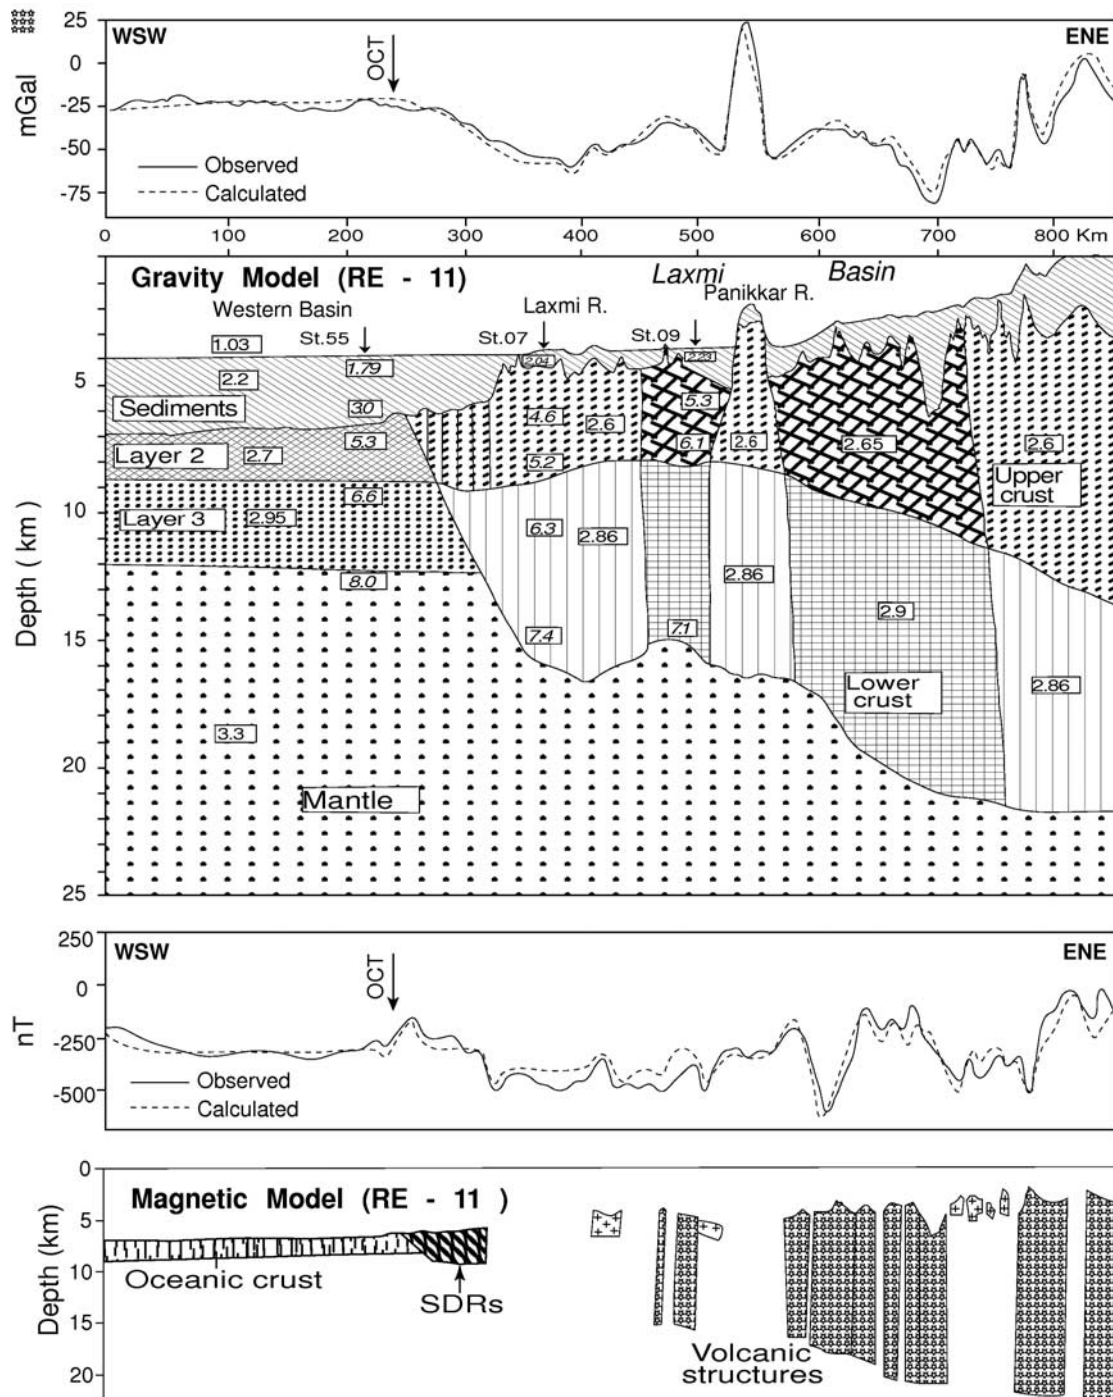 25
WSW
OCT
ENE
0
mGal
-25
-50
Observed
-75
Calculated
0 100 200 300 400 500 600 700 800 Km
Gravity Model (RE - 11)
Laxmi Basin
Western Basin
Laxmi R.
Panikkar R.
St.55
St.07
St.09
1.03
1.79
2.04
2.23
2.2
5
Sediments
3.0
4.6
2.6
5.3
Layer 2
2.7
5.3
5.2
6.1
2.6
2.65
2.6
Upper
crust
6.6
10
Layer 3
2.95
6.3
2.86
Depth ( km )
8.0
2.86
2.9
15
7.4
7.1
Lower
crust
2.86
3.3
20
Mantle
25
250
WSW
OCT
ENE
0
nT
-250
-500
Observed
Calculated
0
Magnetic Model (RE - 11 )
5
Depth (km)
Oceanic crust
10
SDRs
15
Volcanic
structures
20